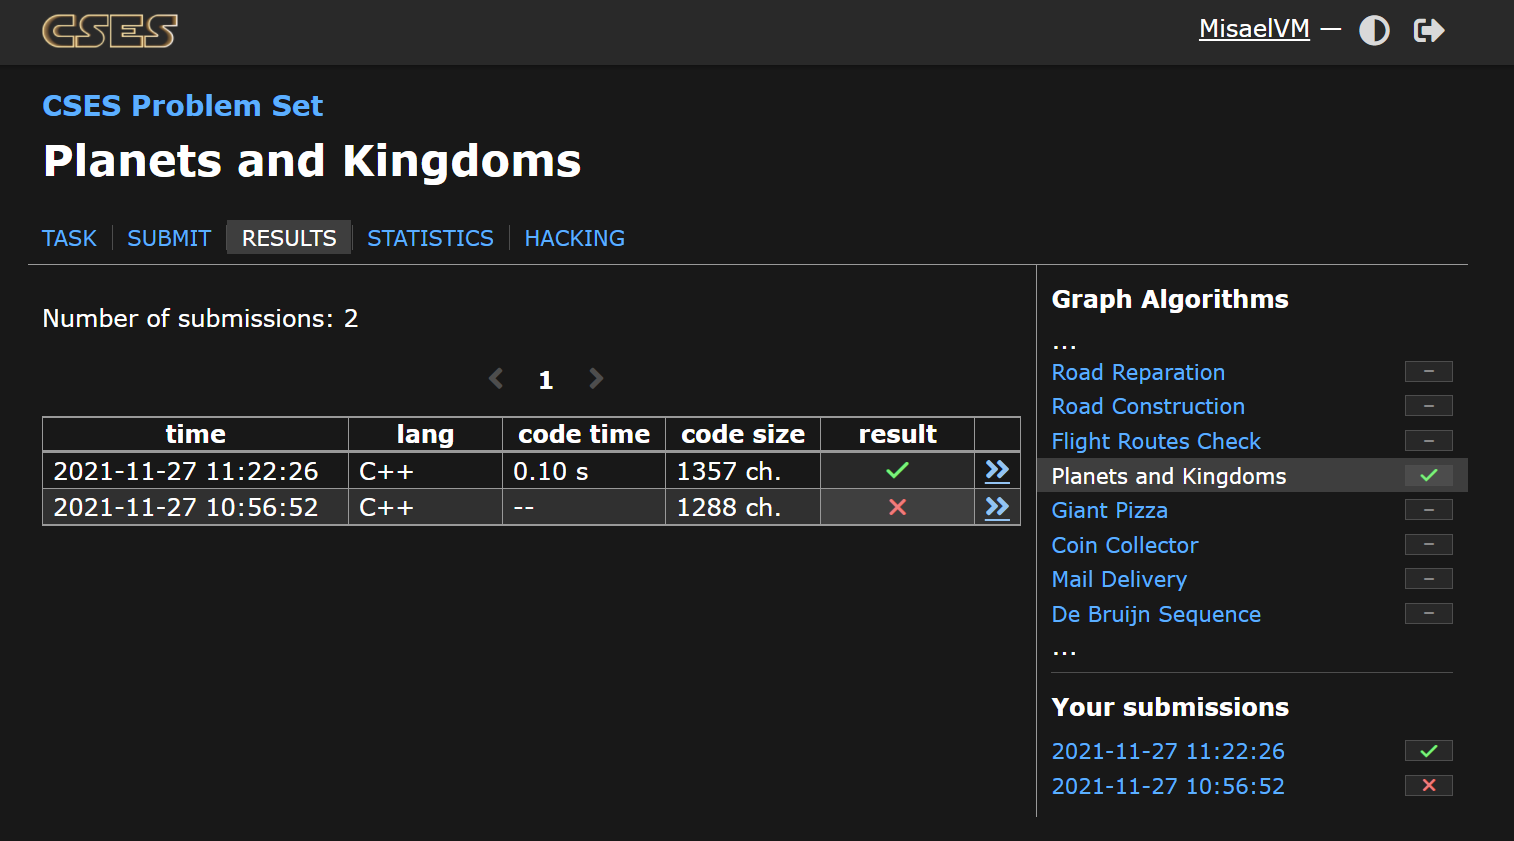 CSES
MisaelVM —
CSES Problem Set
Planets and Kingdoms
TASK SUBMIT RESULTS STATISTICS HACKING
Number of submissions: 2
1
time lang code time code size result
2021-11-27 11:22:26 C++ 0.10 s 1357 ch.
2021-11-27 10:56:52 C++ -- 1288 ch.
Graph Algorithms
...
Road Reparation –
Road Construction –
Flight Routes Check –
Planets and Kingdoms
Giant Pizza –
Coin Collector –
Mail Delivery –
De Bruijn Sequence –
...
Your submissions
2021-11-27 11:22:26
2021-11-27 10:56:52